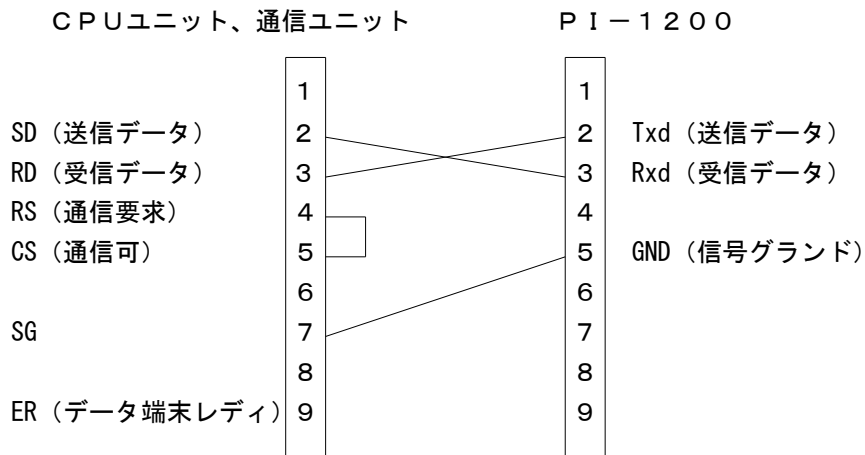 CPUユニット、通信ユニット PI-1200
1 1
SD(送信データ) 2 2 Txd(送信データ)
RD(受信データ) 3 3 Rxd(受信データ)
RS(通信要求) 4 4
CS(通信可) 5 5 GND(信号グランド)
6 6
SG 7 7
8 8
ER(データ端末レディ) 9 9